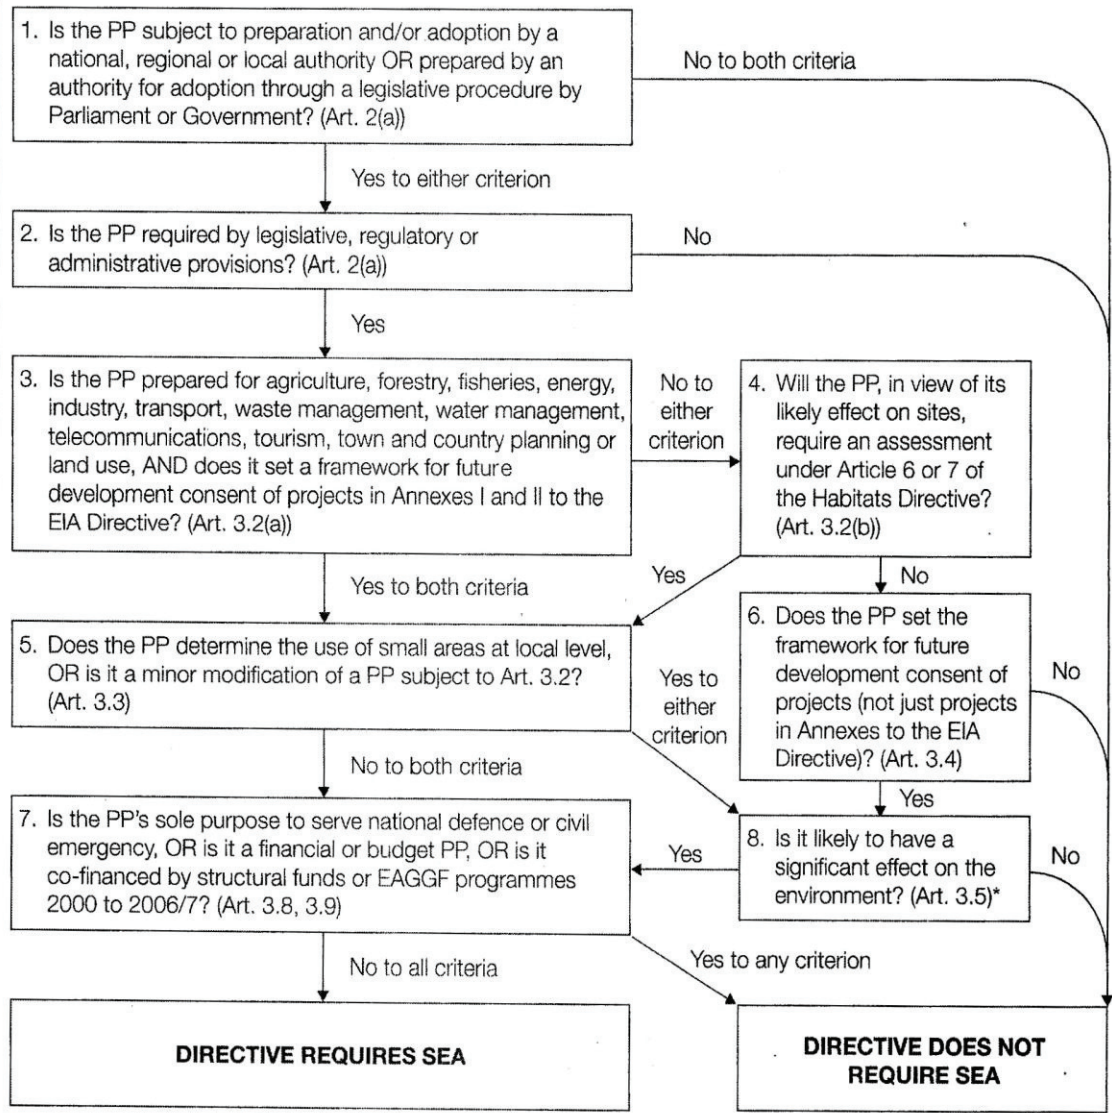 1. Is the PP subject to preparation and/or adoption by a
national, regional or local authority OR prepared by an
authority for adoption through a legislative procedure by
Parliament or Government? (Art. 2(a))
No to both criteria
Yes to either criterion
2. Is the PP required by legislative, regulatory or
administrative provisions? (Art. 2(a))
No
Yes
3. Is the PP prepared for agriculture, forestry, fisheries, energy,
industry, transport, waste management, water management,
telecommunications, tourism, town and country planning or
land use, AND does it set a framework for future
development consent of projects in Annexes I and II to the
EIA Directive? (Art. 3.2(a))
No to
either
criterion
4. Will the PP, in view of its
likely effect on sites,
require an assessment
under Article 6 or 7 of
the Habitats Directive?
(Art. 3.2(b))
Yes to both criteria
Yes
No
5. Does the PP determine the use of small areas at local level,
OR is it a minor modification of a PP subject to Art. 3.2?
(Art. 3.3)
Yes to
either
criterion
6. Does the PP set the
framework for future
development consent of
projects (not just projects
in Annexes to the EIA
Directive)? (Art. 3.4)
No
No to both criteria
Yes
7. Is the PP's sole purpose to serve national defence or civil
emergency, OR is it a financial or budget PP, OR is it
co-financed by structural funds or EAGGF programmes
2000 to 2006/7? (Art. 3.8, 3.9)
Yes
8. Is it likely to have a
significant effect on the
environment? (Art. 3.5)*
No
No to all criteria
Yes to any criterion
DIRECTIVE REQUIRES SEA
DIRECTIVE DOES NOT
REQUIRE SEA